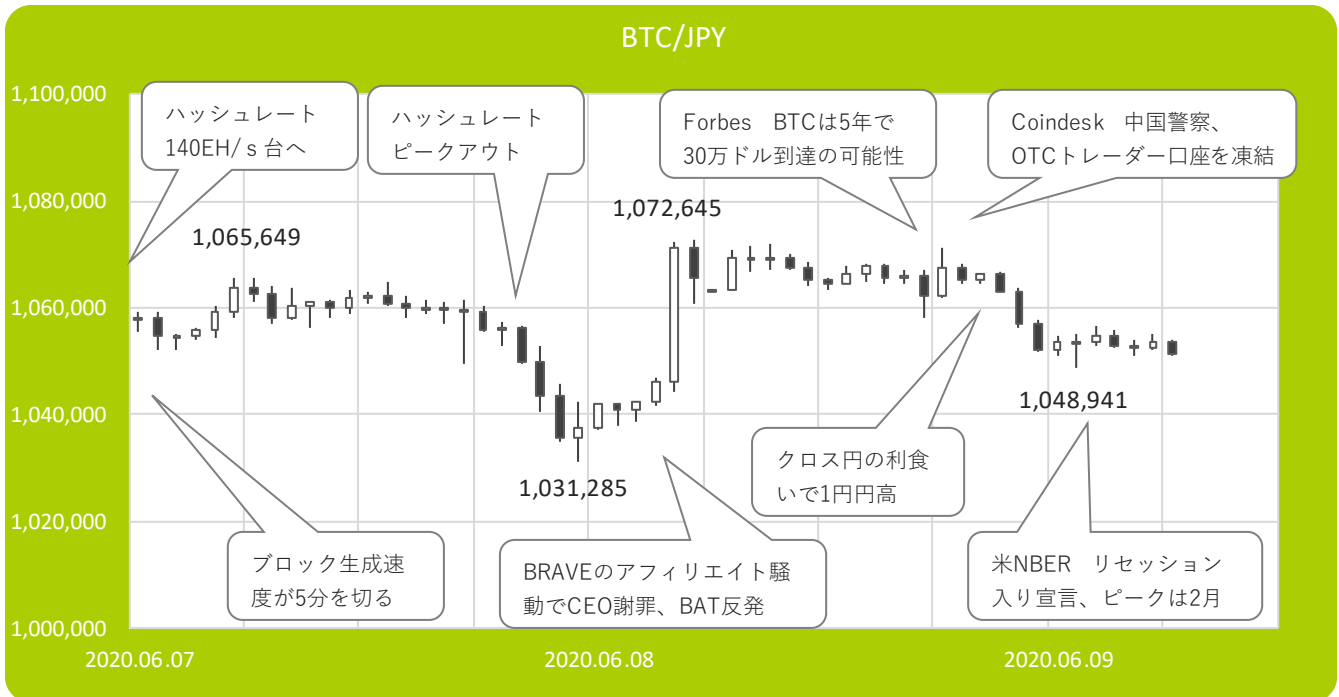 BTC/JPY
1,100,000
1,080,000
1,060,000
1,040,000
1,020,000
1,000,000
ハッシュレート
140EH/ｓ台へ
ハッシュレート
ピークアウト
Forbes　BTCは5年で
30万ドル到達の可能性
Coindesk　中国警察、
OTCトレーダー口座を凍結
1,065,649
1,072,645
1,031,285
1,048,941
クロス円の利食
いで1円円高
ブロック生成速
度が5分を切る
BRAVEのアフィリエイト騒
動でCEO謝罪、BAT反発
米NBER　リセッション
入り宣言、ピークは2月
2020.06.07
2020.06.08
2020.06.09